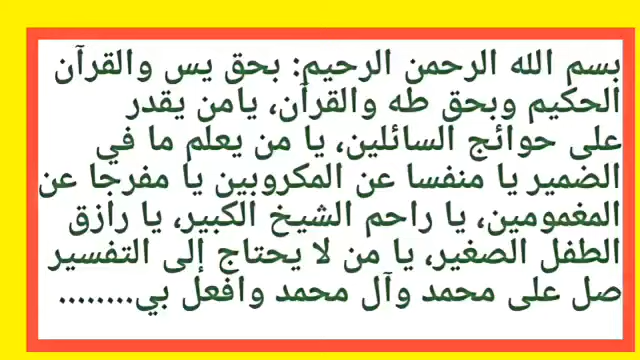 بسم الله الرحمن الرحيم: بحق يس والقرآن
الحكيم وبحق طه والقرآن، يامن يقدر
على حوائج السائلين، يا من يعلم ما في
الضمير يا منفسا عن المكروبين يا مفرجا عن
المغمومين، يا راحم الشيخ الكبير، يا رازق
الطفل الصغير، يا من لا يحتاج إلى التفسير
صل على محمد وآل محمد وافعل بي........